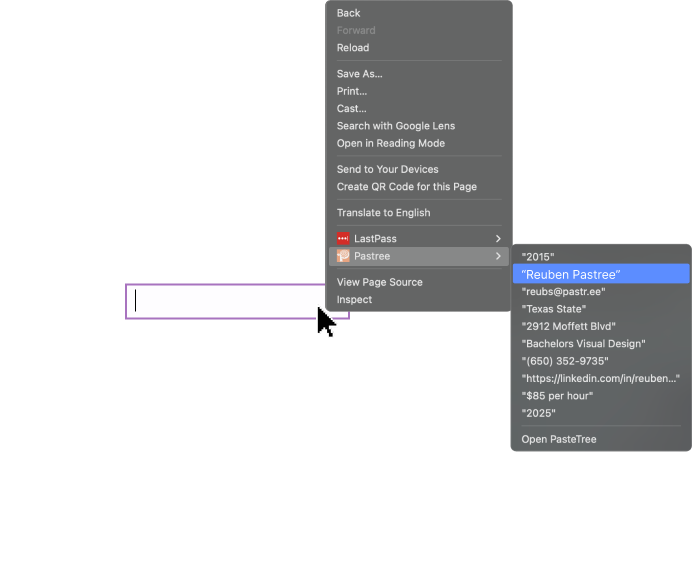 Back
Forward
Reload
Save As...
Print...
Cast...
Search with Google Lens
Open in Reading Mode
Send to Your Devices
Create QR Code for this Page
Translate to English
LastPass
Pastree
View Page Source
Inspect
"2015"
“Reuben Pastree”
"reubs@pastr.ee"
"Texas State"
"2912 Moffett Blvd"
"Bachelors Visual Design"
"(650) 352-9735"
"https://linkedin.com/in/reuben..."
"$85 per hour"
"2025"
Open PasteTree